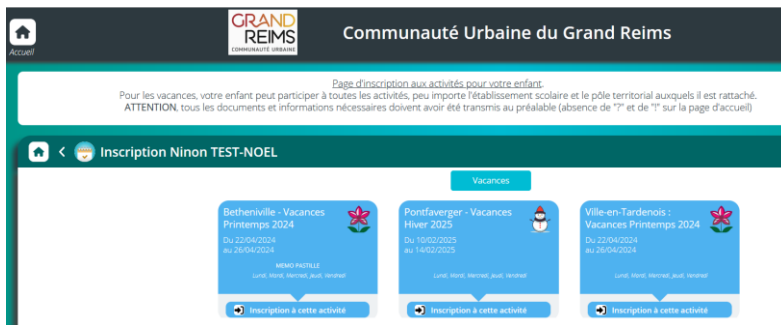 GRAND
REIMS
COMMUNAUTÉ URBAINE
Communauté Urbaine du Grand Reims
Accueil
Page d'inscription aux activités pour votre enfant.
Pour les vacances, votre enfant peut participer à toutes les activités, peu importe l'établissement scolaire et le pôle territorial auxquels il est rattaché.
ATTENTION, tous les documents et informations nécessaires doivent avoir été transmis au préalable (absence de "?" et de "!" sur la page d'accueil)
< Inscription Ninon TEST-NOEL
Vacances
Betheniville - Vacances
Printemps 2024
Du 22/04/2024
au 26/04/2024
MEMO PASTILLE
Lundi, Mardi, Mercredi, Jeudi, Vendredi
Inscription à cette activité
Pontfaverger - Vacances
Hiver 2025
Du 10/02/2025
au 14/02/2025
Lundi, Mardi, Mercredi, Jeudi, Vendredi
Inscription à cette activité
Ville-en-Tardenois :
Vacances Printemps 2024
Du 22/04/2024
au 26/04/2024
Lundi, Mardi, Mercredi, Jeudi, Vendredi
Inscription à cette activité